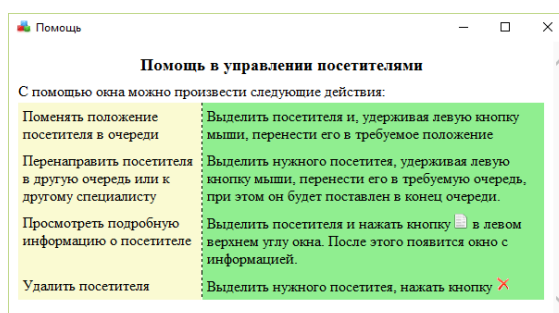 Помощь
Помощь в управлении посетителями
С помощью окна можно произвести следующие действия:
Поменять положение
посетителя в очереди
Выделить посетителя и, удерживая левую кнопку
мыши, перенести его в требуемое положение
Перенаправить посетителя
в другую очередь или к
другому специалисту
Выделить нужного посетитея, удерживая левую
кнопку мыши, перенести его в требуемую очередь,
при этом он будет поставлен в конец очереди.
Просмотреть подробную
информацию о посетителе
Выделить посетителя и нажать кнопку в левом
верхнем углу окна. После этого появится окно с
информацией.
Удалить посетителя
Выделить нужного посетитея, нажать кнопку